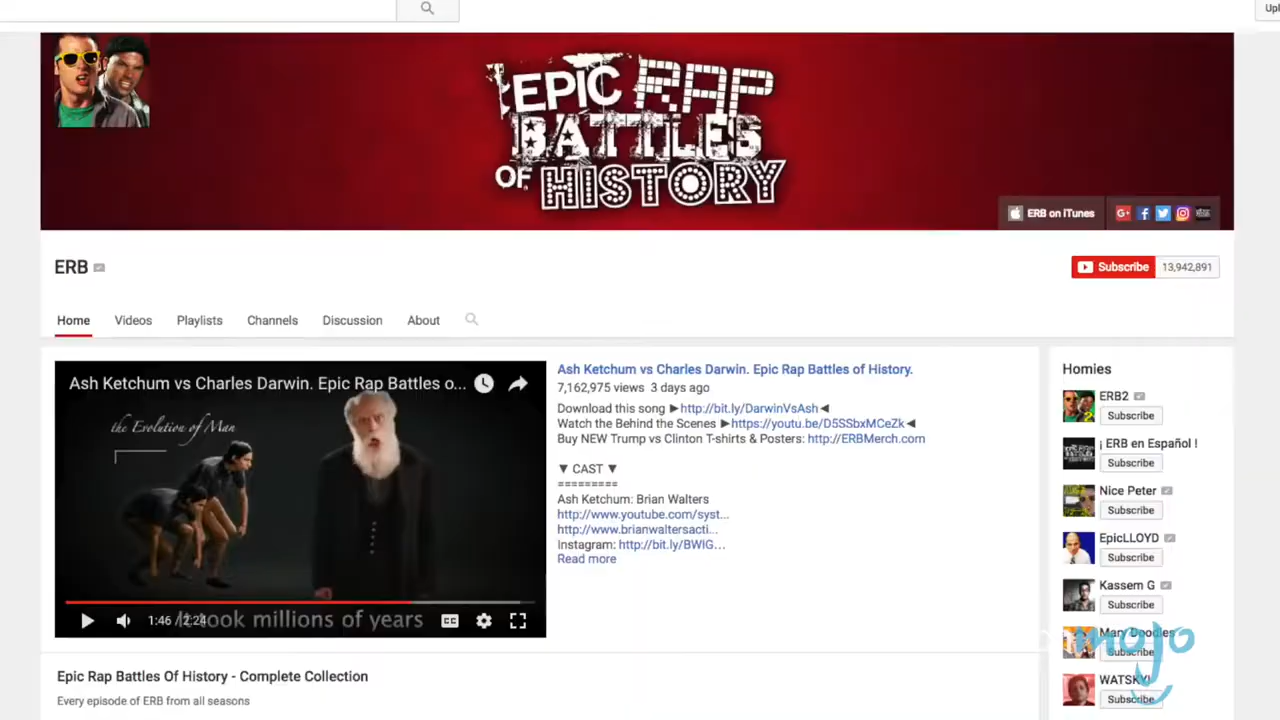 Upl
EPIC RAP
BATTLES
OF HISTORY
ERB on iTunes
ERB
Subscribe 13,942,891
Home Videos Playlists Channels Discussion About
Ash Ketchum vs Charles Darwin. Epic Rap Battles o...
the Evolution of Man
It took millions of years
1:46 / 2:24
CC
Ash Ketchum vs Charles Darwin. Epic Rap Battles of History.
7,162,975 views 3 days ago
Download this song ►http://bit.ly/DarwinVsAsh◄
Watch the Behind the Scenes ►https://youtu.be/D5SSbxMCeZk◄
Buy NEW Trump vs Clinton T-shirts & Posters: http://ERBMerch.com
▼ CAST ▼
=========
Ash Ketchum: Brian Walters
http://www.youtube.com/syst...
http://www.brianwaltersacti...
Instagram: http://bit.ly/BWIG...
Read more
Homies
ERB2
Subscribe
¡ ERB en Español !
Subscribe
Nice Peter
Subscribe
EpicLLOYD
Subscribe
Kassem G
Subscribe
Mary Doodles
Subscribe
WATSKY!
Subscribe
mojo
Epic Rap Battles Of History - Complete Collection
Every episode of ERB from all seasons